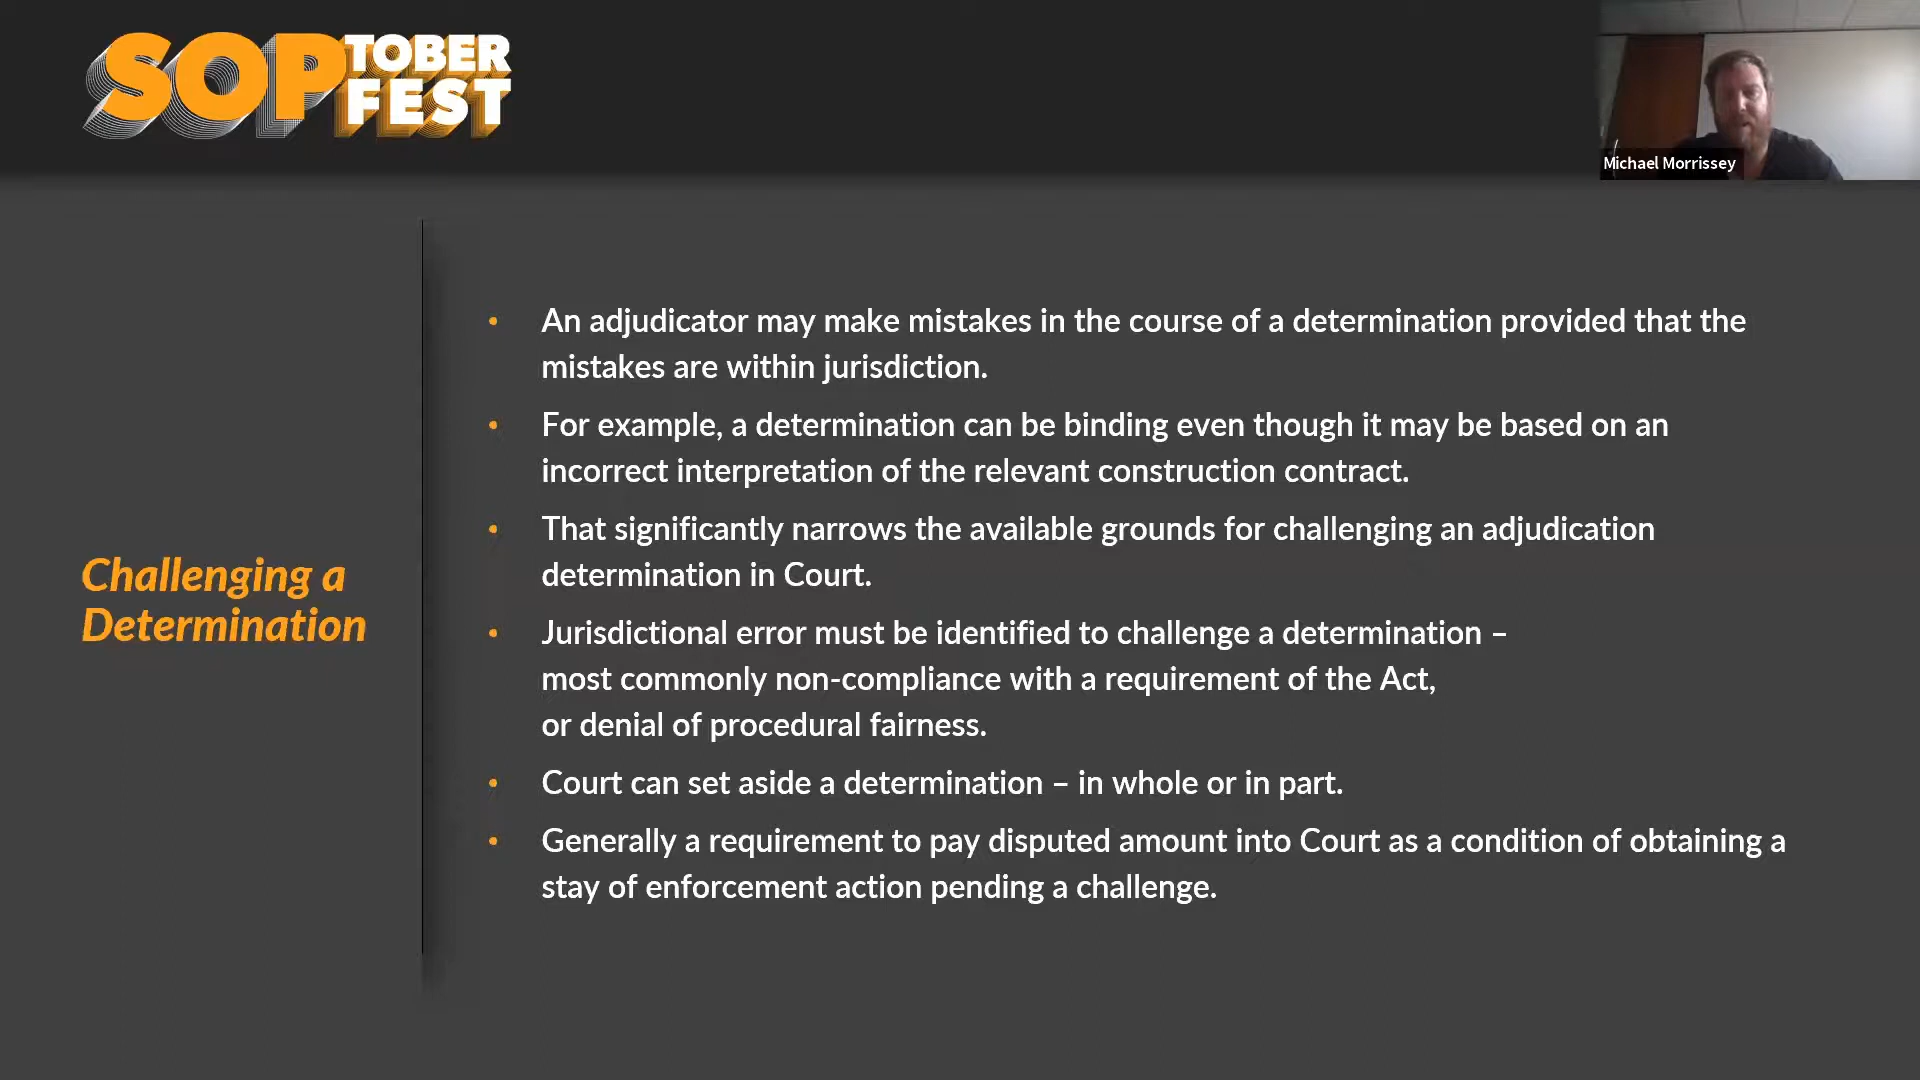 SOPTOBER
FEST
Michael Morrissey
Challenging a
Determination
• An adjudicator may make mistakes in the course of a determination provided that the
mistakes are within jurisdiction.
• For example, a determination can be binding even though it may be based on an
incorrect interpretation of the relevant construction contract.
• That significantly narrows the available grounds for challenging an adjudication
determination in Court.
• Jurisdictional error must be identified to challenge a determination –
most commonly non-compliance with a requirement of the Act,
or denial of procedural fairness.
• Court can set aside a determination – in whole or in part.
• Generally a requirement to pay disputed amount into Court as a condition of obtaining a
stay of enforcement action pending a challenge.